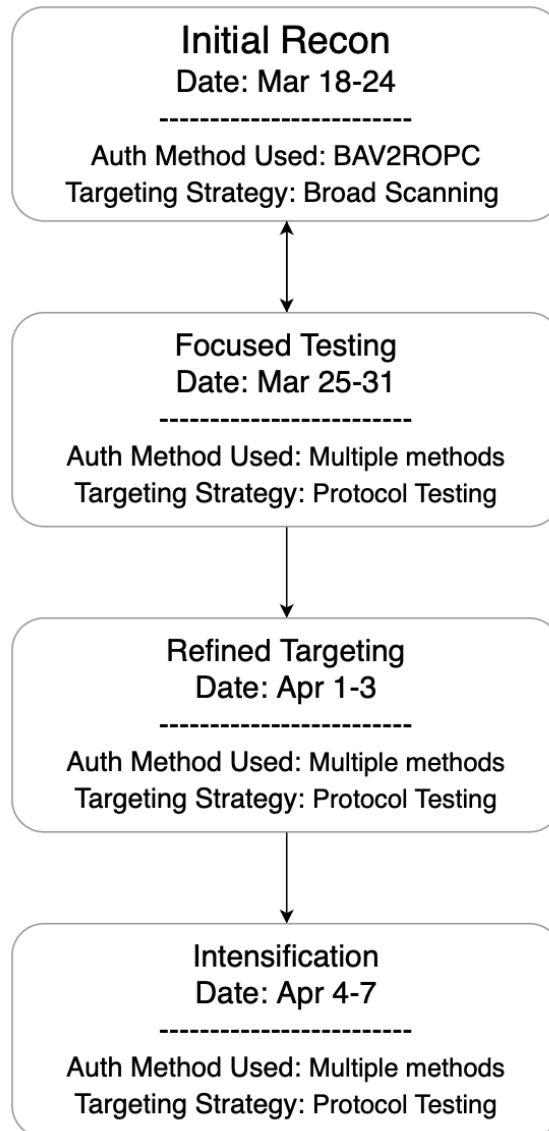 Initial Recon
Date: Mar 18-24
-------------------------
Auth Method Used: BAV2ROPC
Targeting Strategy: Broad Scanning
Focused Testing
Date: Mar 25-31
-------------------------
Auth Method Used: Multiple methods
Targeting Strategy: Protocol Testing
Refined Targeting
Date: Apr 1-3
-------------------------
Auth Method Used: Multiple methods
Targeting Strategy: Protocol Testing
Intensification
Date: Apr 4-7
-------------------------
Auth Method Used: Multiple methods
Targeting Strategy: Protocol Testing